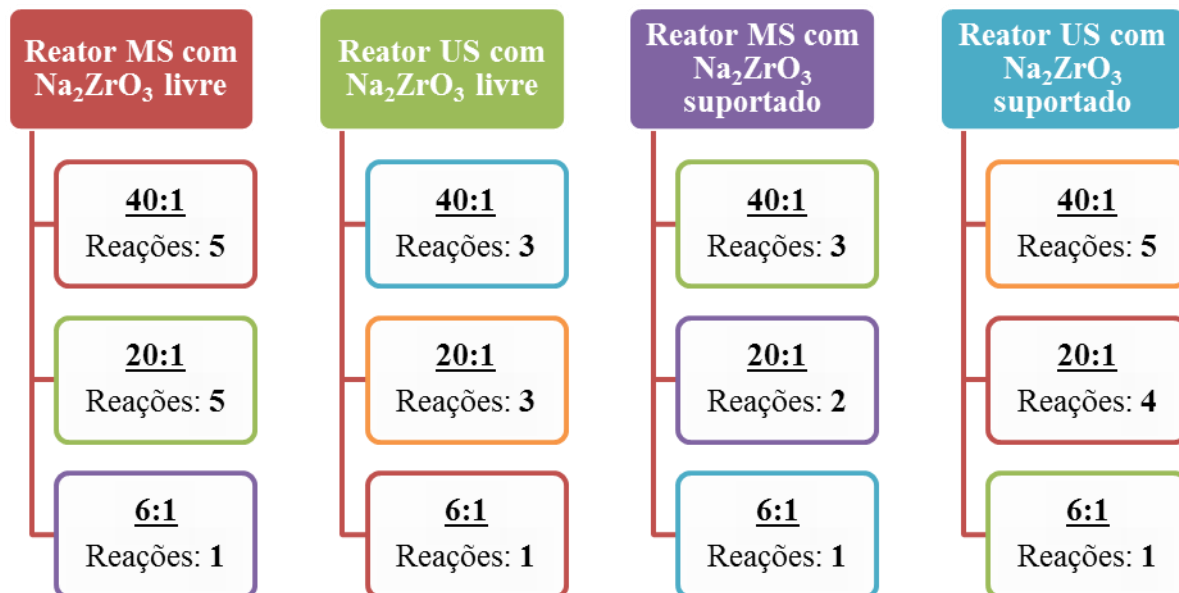 Reator MS com
Na₂ZrO₃ livre
40:1
Reações: 5
20:1
Reações: 5
6:1
Reações: 1
Reator US com
Na₂ZrO₃ livre
40:1
Reações: 3
20:1
Reações: 3
6:1
Reações: 1
Reator MS com
Na₂ZrO₃
suportado
40:1
Reações: 3
20:1
Reações: 2
6:1
Reações: 1
Reator US com
Na₂ZrO₃
suportado
40:1
Reações: 5
20:1
Reações: 4
6:1
Reações: 1